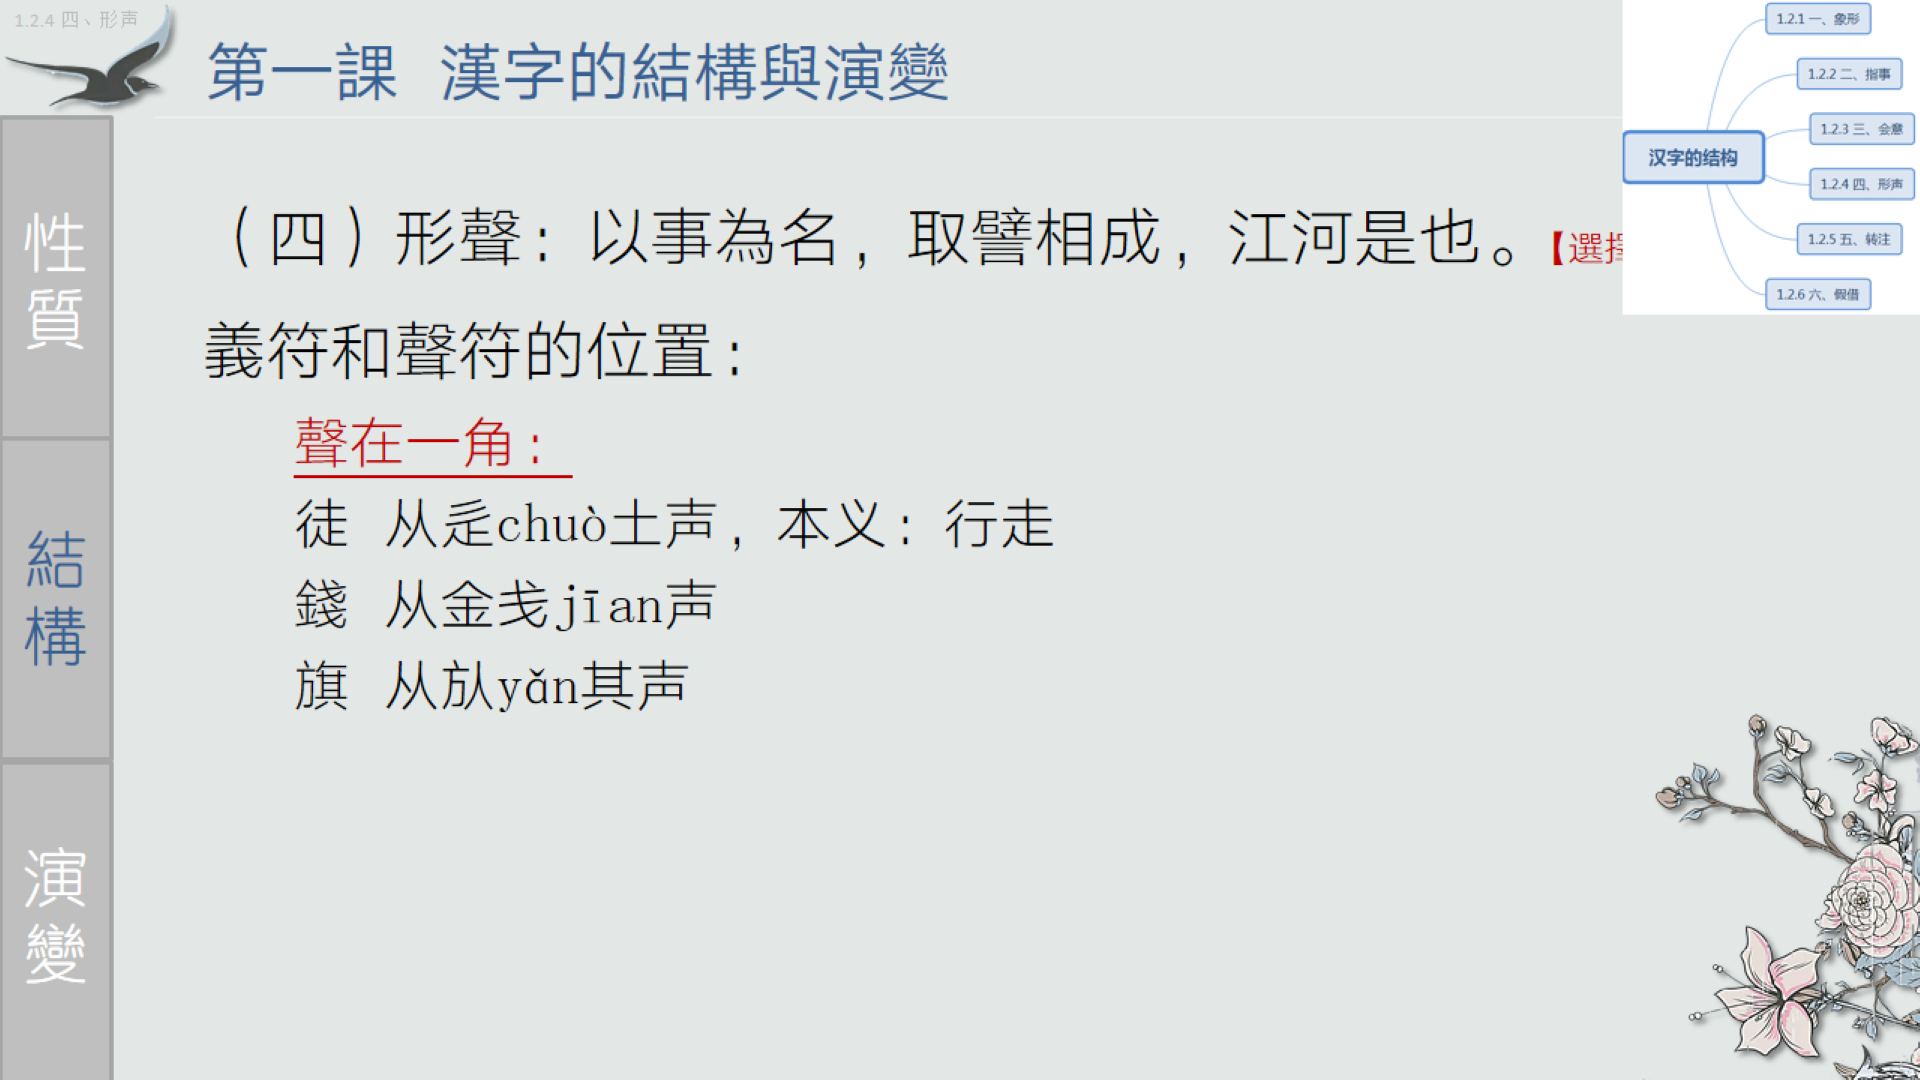 1.2.4 四、形声
第一課 漢字的結構與演變
性質
結構
演變
（四）形聲：以事為名，取譬相成，江河是也。【選擇
義符和聲符的位置：
聲在一角：
徒 从辵chuò土声，本义：行走
錢 从金戋jīan声
旗 从㫃yǎn其声
汉字的结构
1.2.1 一、象形
1.2.2 二、指事
1.2.3 三、会意
1.2.4 四、形声
1.2.5 五、转注
1.2.6 六、假借